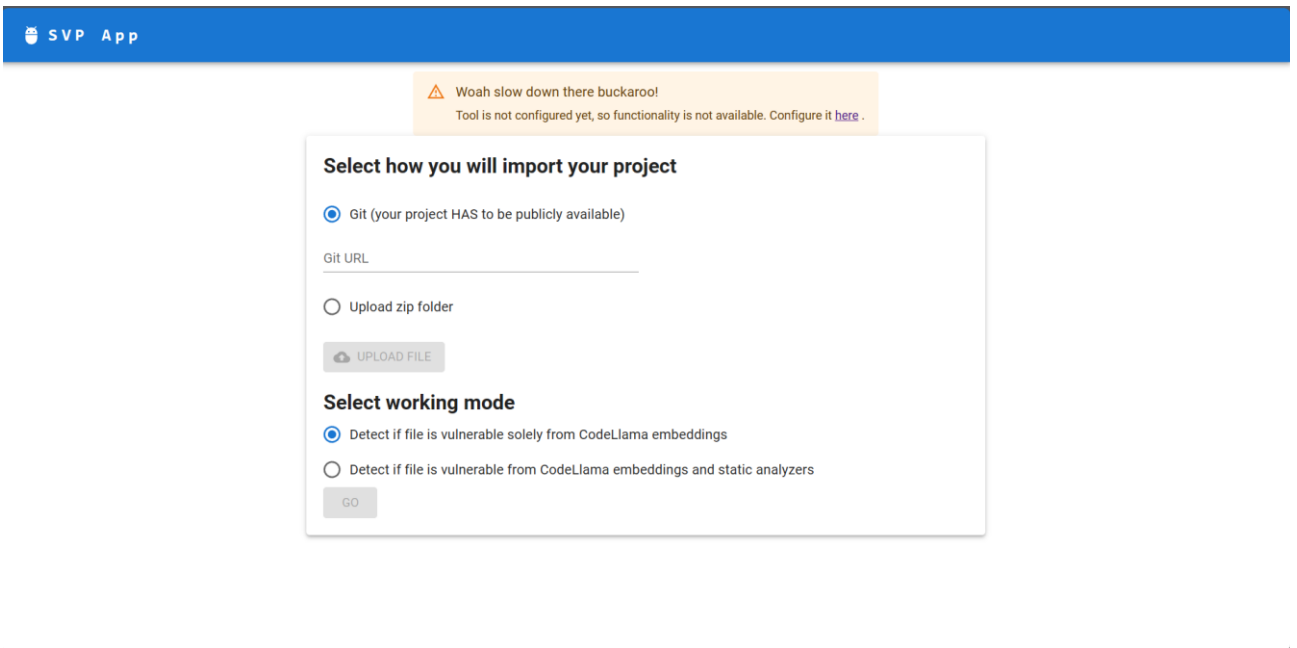 SVP App
Woah slow down there buckaroo!
Tool is not configured yet, so functionality is not available. Configure it here .
Select how you will import your project
Git (your project HAS to be publicly available)
Git URL
Upload zip folder
UPLOAD FILE
Select working mode
Detect if file is vulnerable solely from CodeLlama embeddings
Detect if file is vulnerable from CodeLlama embeddings and static analyzers
GO